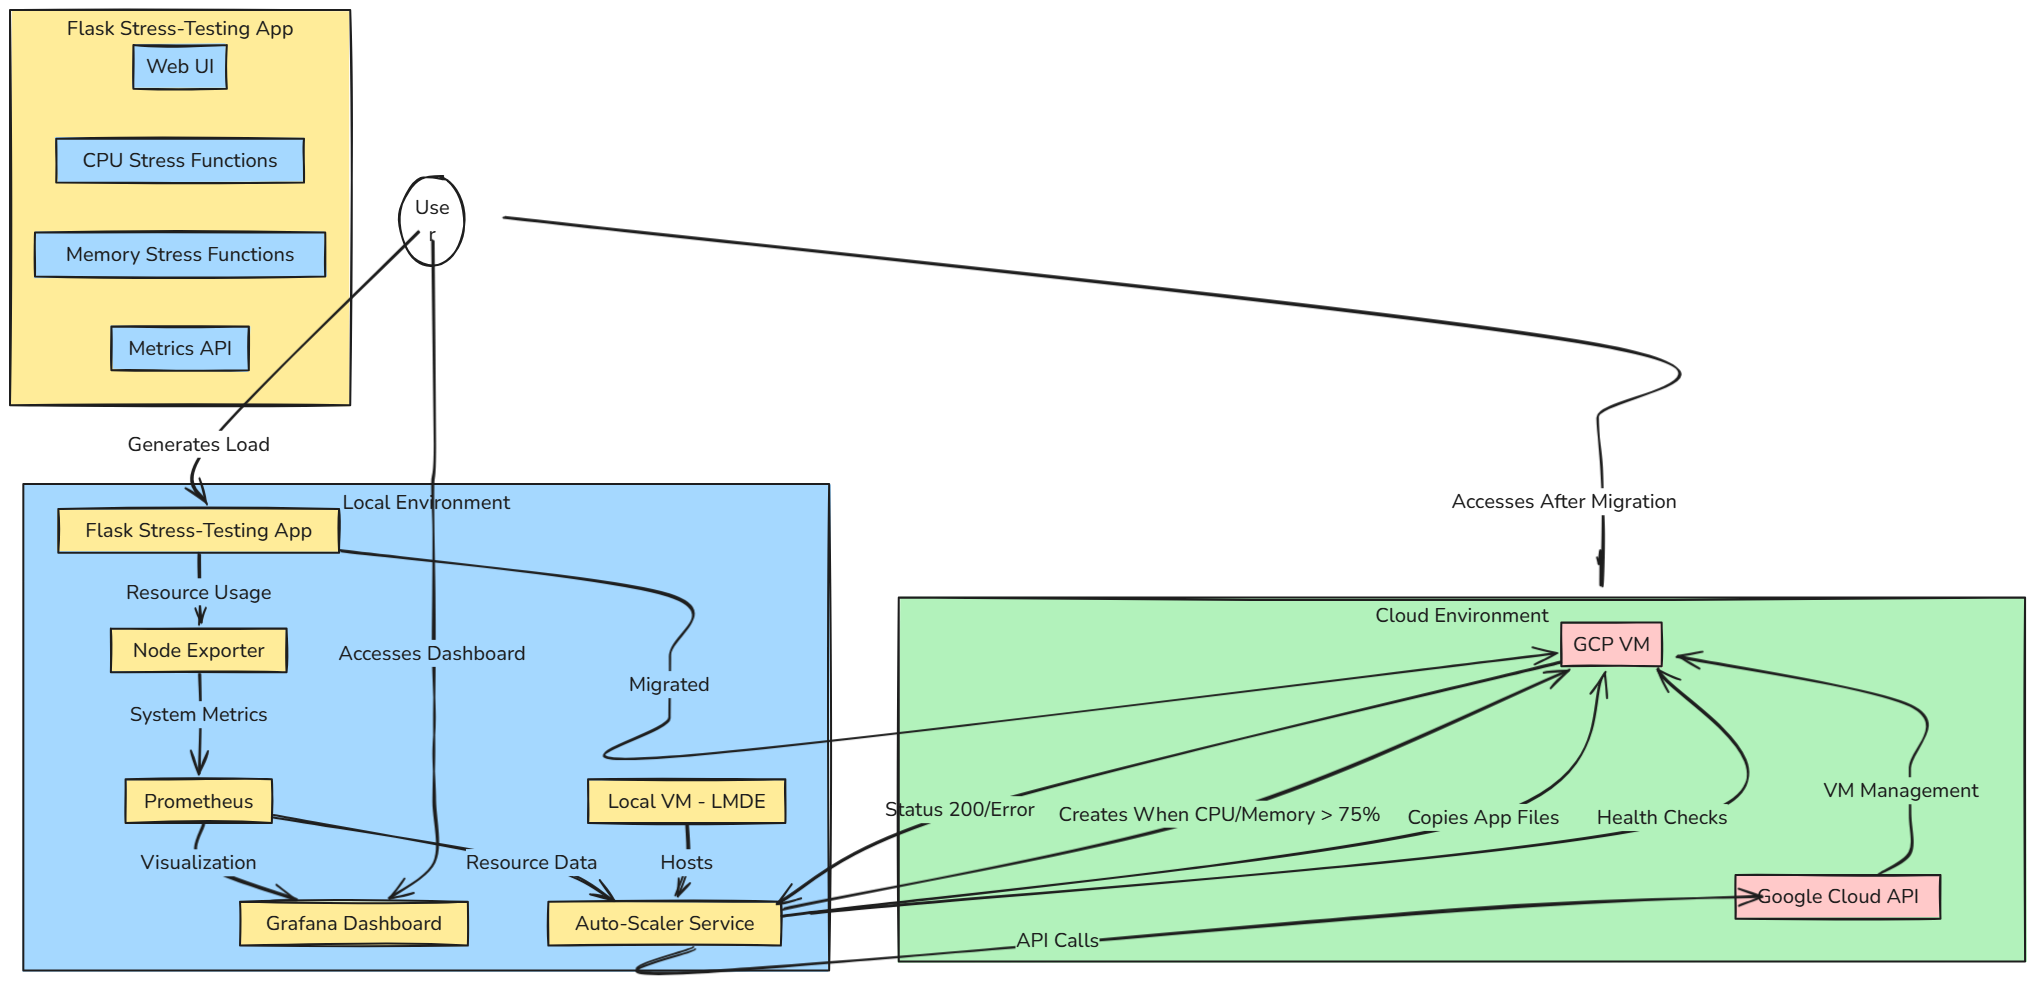 Flask Stress-Testing App
Web UI
CPU Stress Functions
Memory Stress Functions
Metrics API
Use
r
Generates Load
Local Environment
Flask Stress-Testing App
Resource Usage
Node Exporter
System Metrics
Prometheus
Visualization
Grafana Dashboard
Accesses Dashboard
Migrated
Local VM - LMDE
Resource Data
Hosts
Auto-Scaler Service
Accesses After Migration
Cloud Environment
GCP VM
Status 200/Error
Creates When CPU/Memory > 75%
Copies App Files
Health Checks
VM Management
Google Cloud API
API Calls